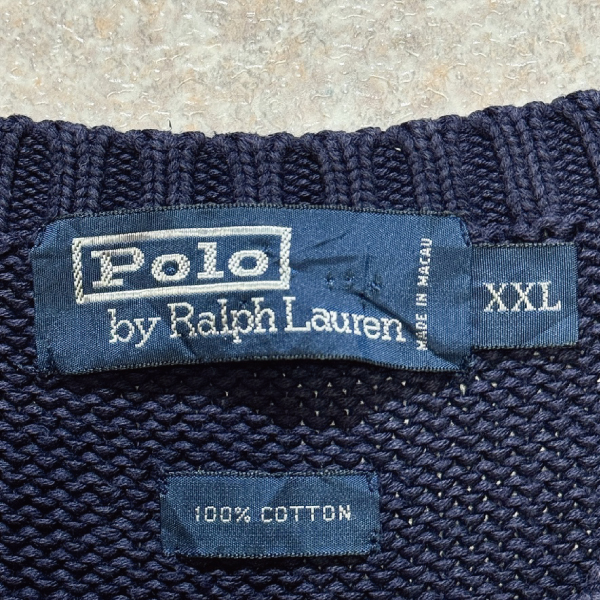 Polo
by Ralph Lauren
MADE IN MACAU
XXL
100% COTTON